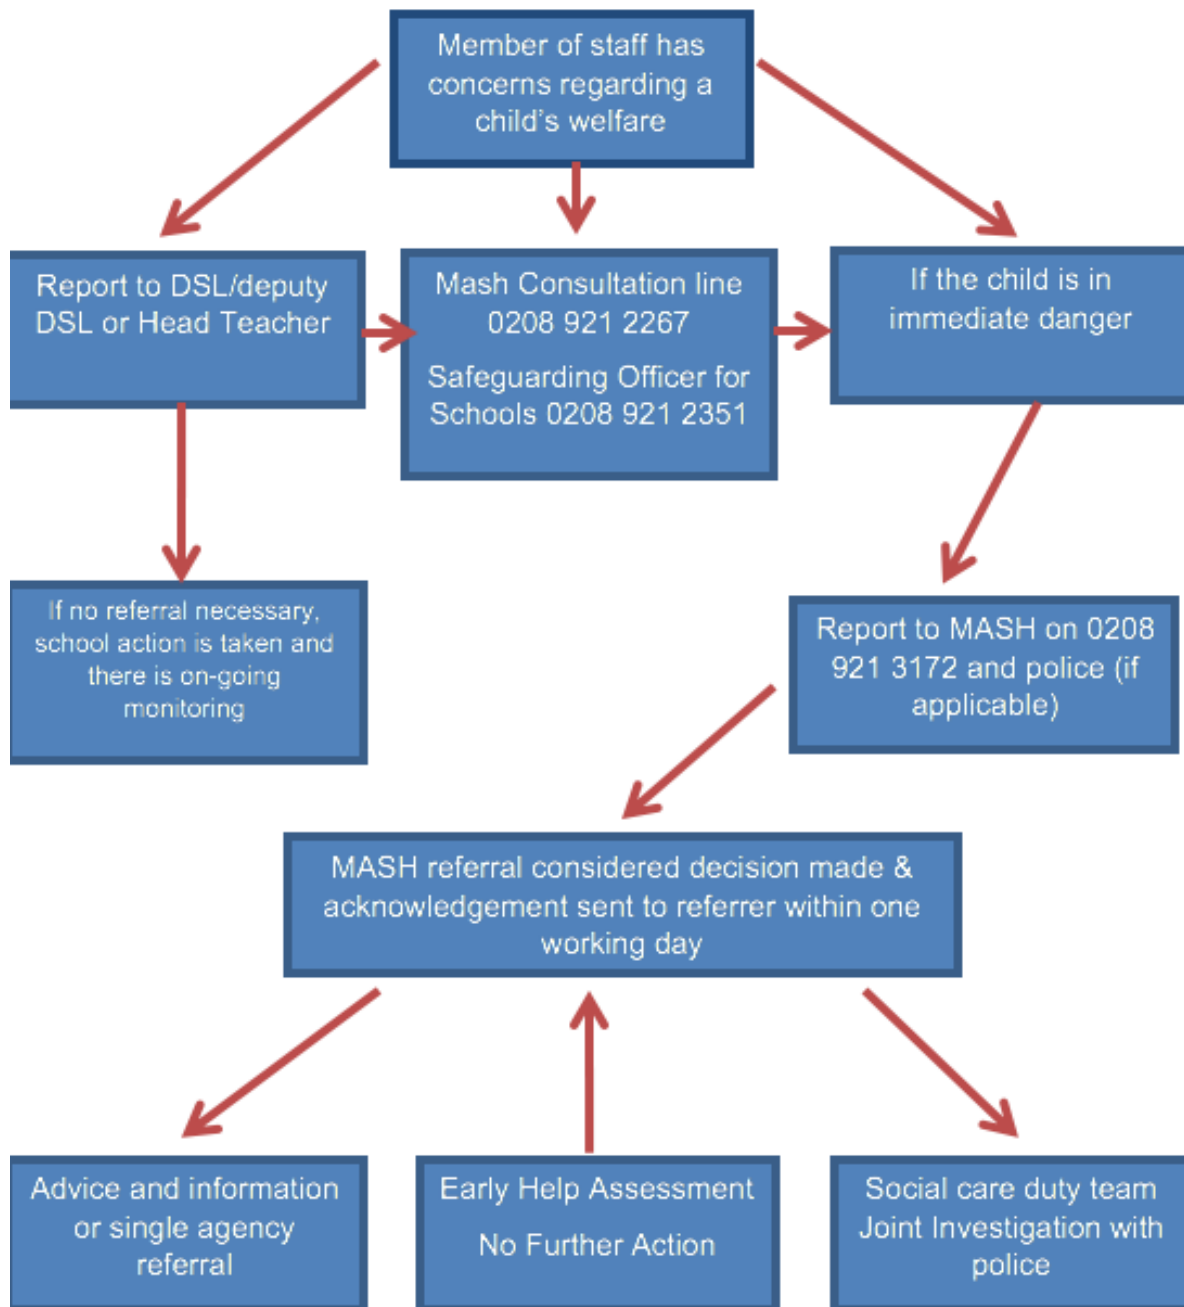 Member of staff has
concerns regarding a
child's welfare
Report to DSL/deputy
DSL or Head Teacher
Mash Consultation line
0208 921 2267
Safeguarding Officer for
Schools 0208 921 2351
If the child is in
immediate danger
If no referral necessary,
school action is taken and
there is on-going
monitoring
Report to MASH on 0208
921 3172 and police (if
applicable)
MASH referral considered decision made &
acknowledgement sent to referrer within one
working day
Advice and information
or single agency
referral
Early Help Assessment
No Further Action
Social care duty team
Joint Investigation with
police